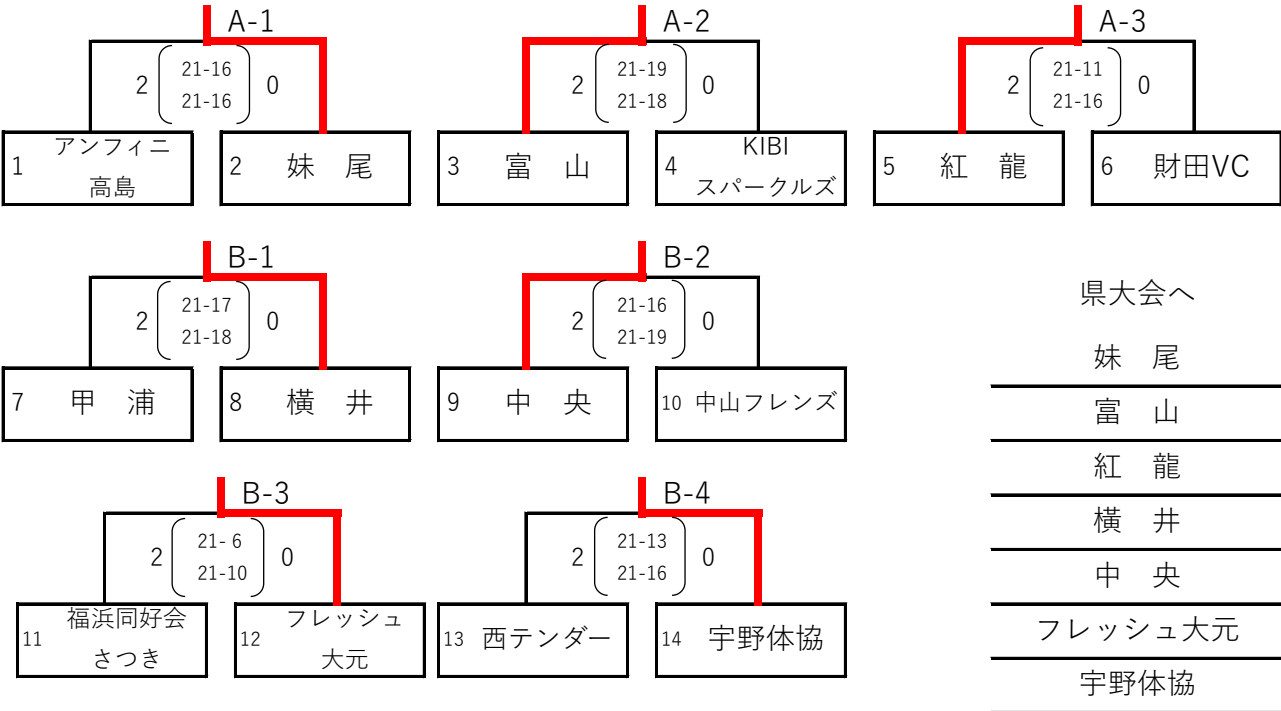 A-1
2 21-16 0
21-16
1 アンフィニ
高島
2 妹 尾
A-2
2 21-19 0
21-18
3 富 山
4 KIBI
スパークルズ
A-3
2 21-11 0
21-16
5 紅 龍
6 財田VC
B-1
2 21-17 0
21-18
7 甲 浦
8 横 井
B-2
2 21-16 0
21-19
9 中 央
10 中山フレンズ
B-3
2 21- 6 0
21-10
11 福浜同好会
さつき
12 フレッシュ
大元
B-4
2 21-13 0
21-16
13 西テンダー
14 宇野体協
県大会へ
妹 尾
富 山
紅 龍
横 井
中 央
フレッシュ大元
宇野体協